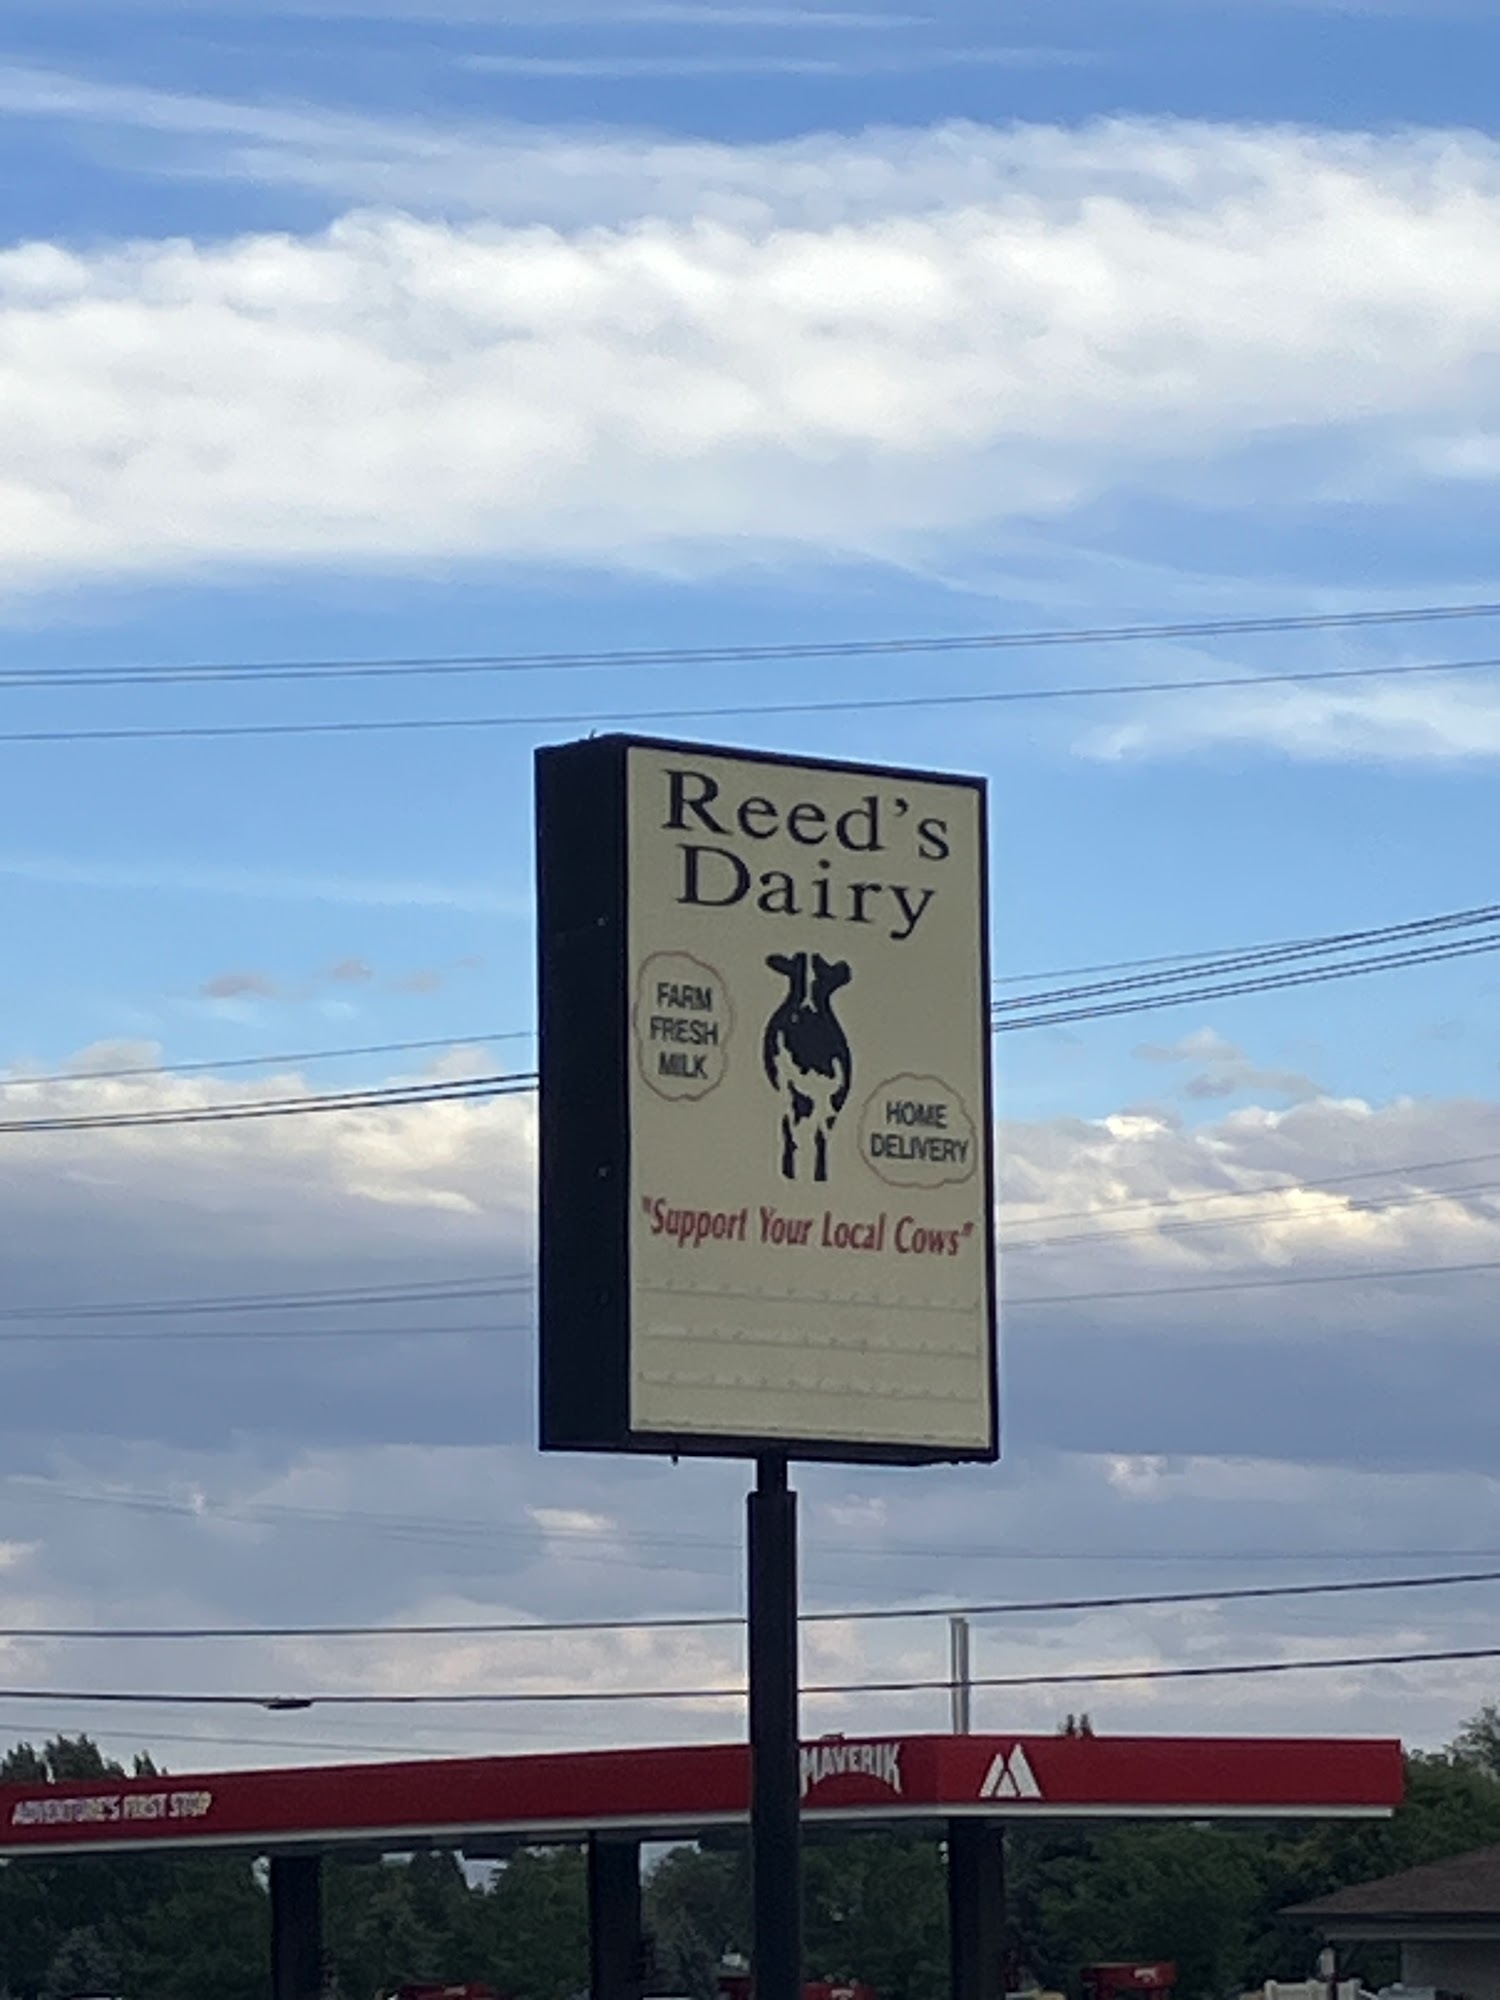 Reed's
Dairy
FARM
FRESH
MILK
HOME
DELIVERY
"Support Your Local Cows"
MAVERIK
ADVENTURE'S FIRST STOP